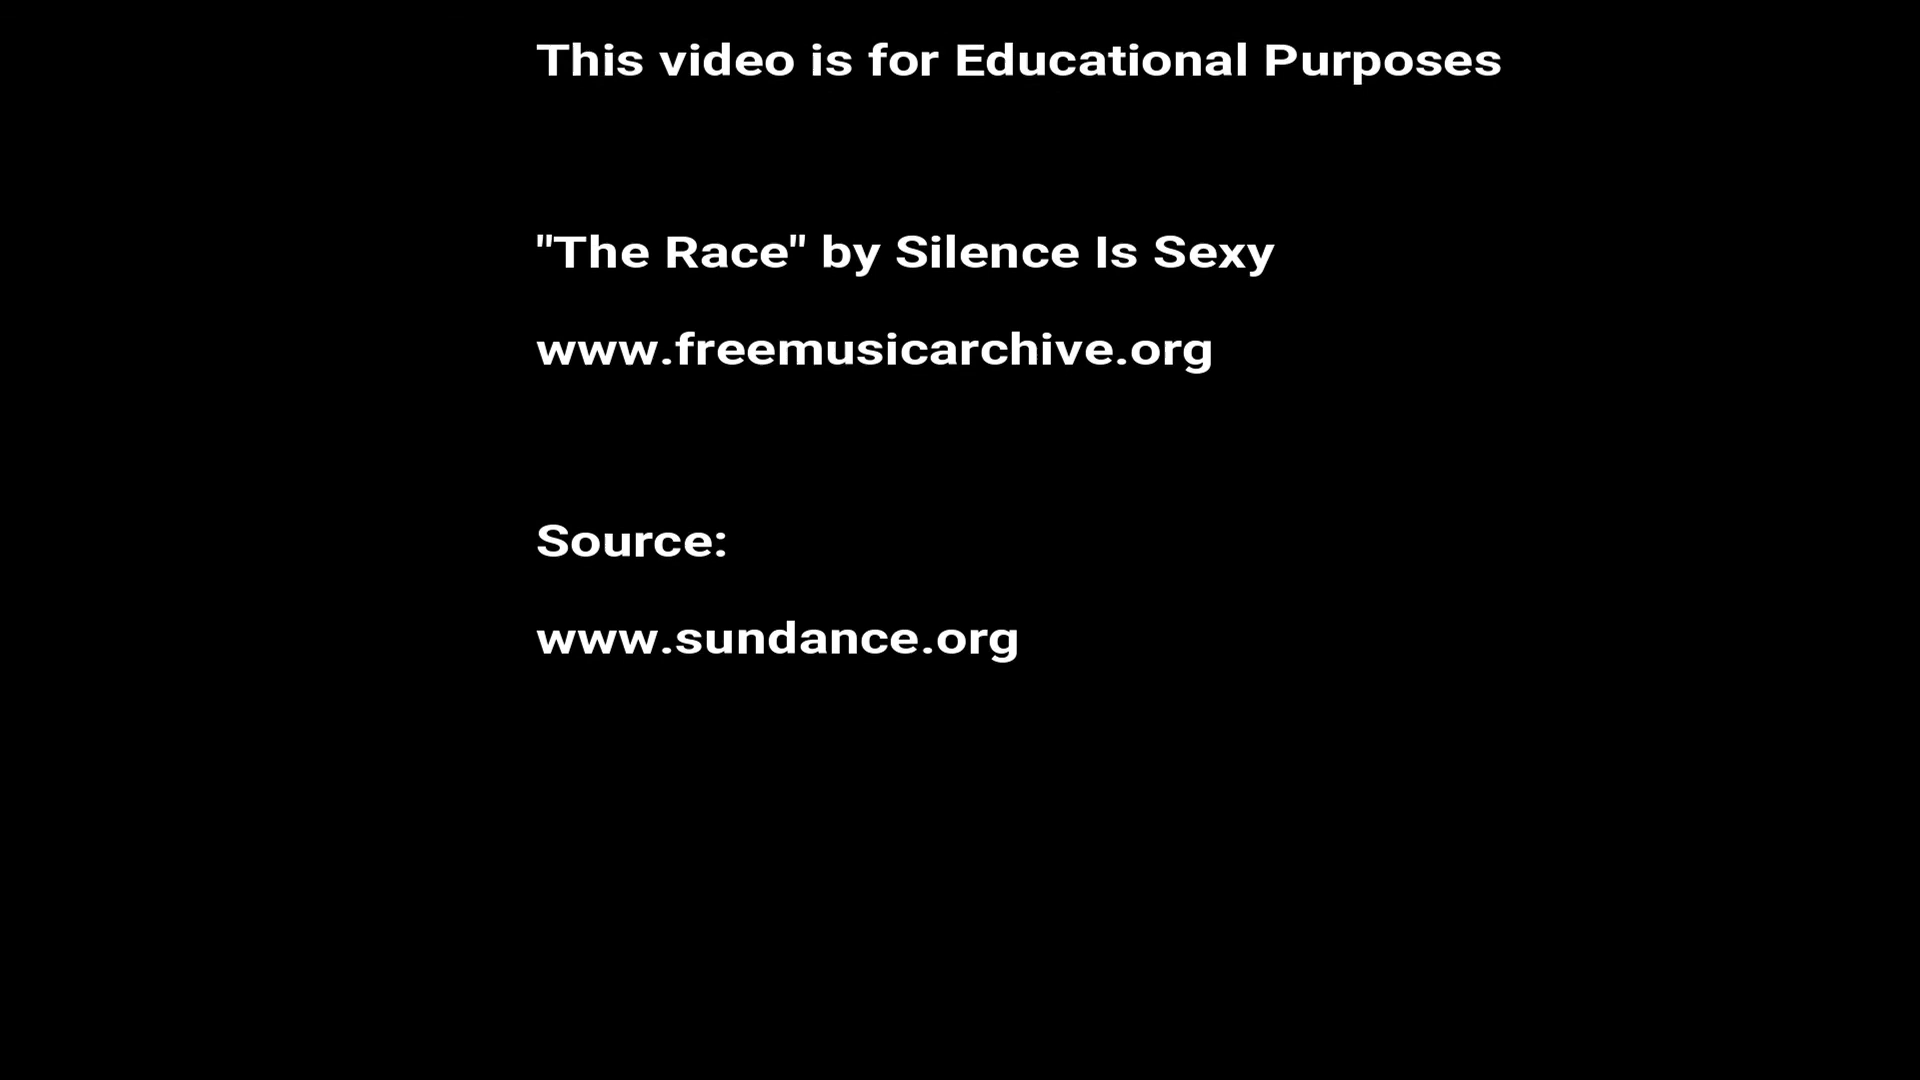 This video is for Educational Purposes
"The Race" by Silence Is Sexy
www.freemusicarchive.org
Source:
www.sundance.org